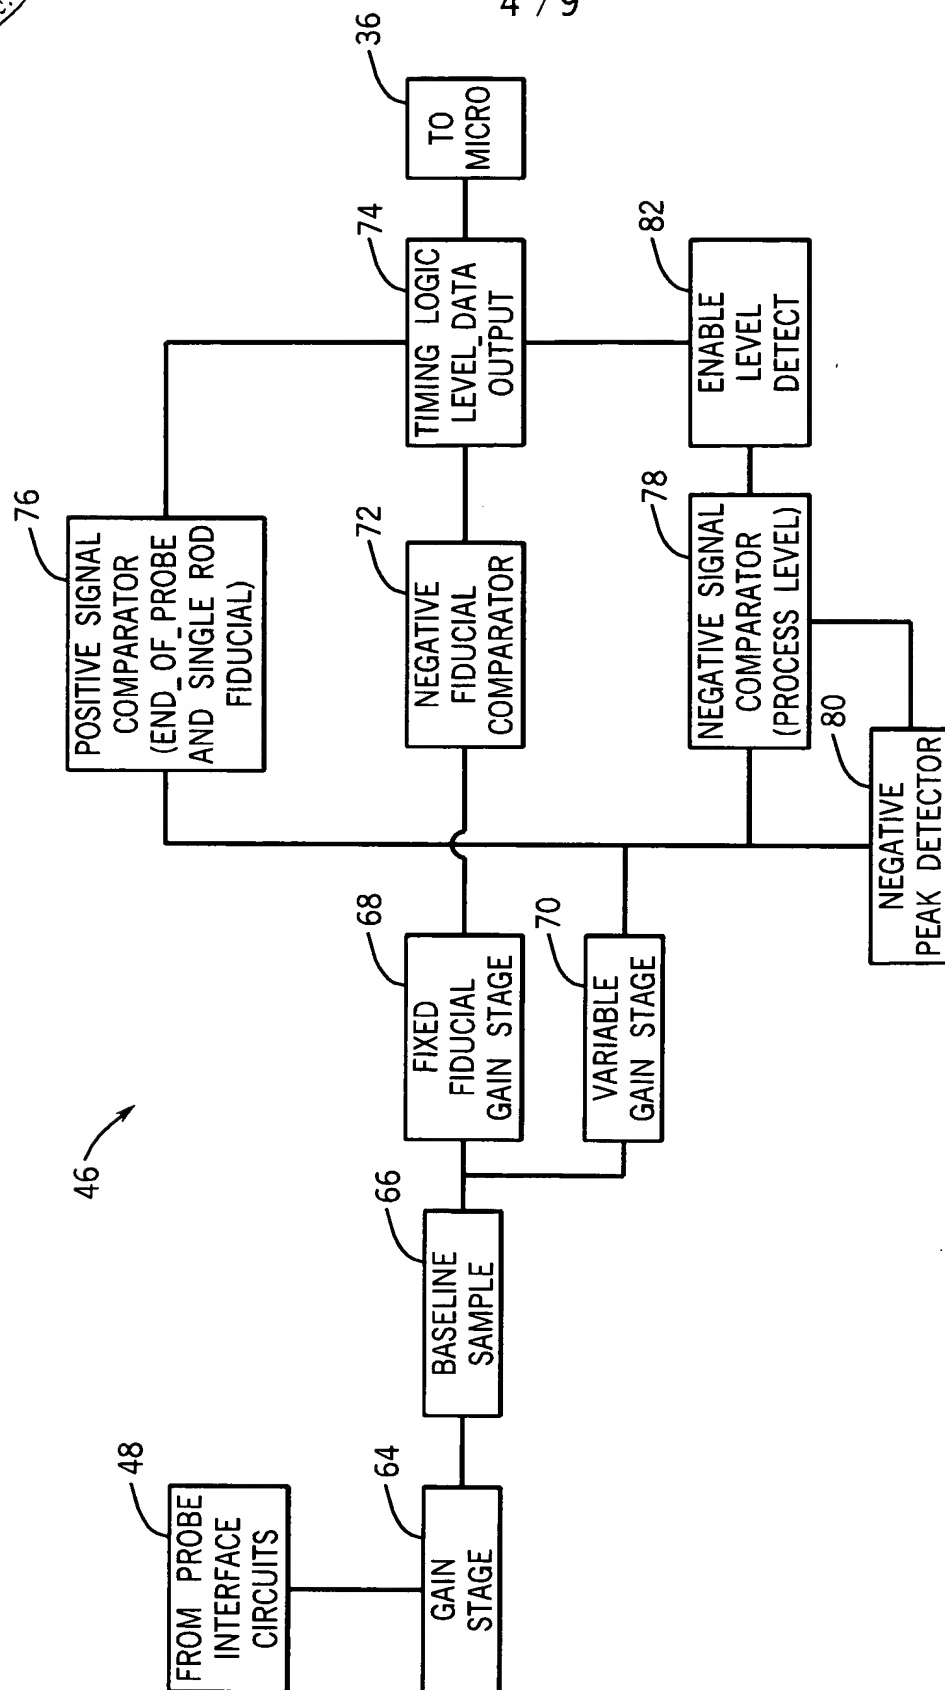 4 / 9
36
TO
MICRO
74
TIMING LOGIC
LEVEL_DATA
OUTPUT
82
ENABLE
LEVEL
DETECT
76
POSITIVE SIGNAL
COMPARATOR
(END_OF_PROBE
AND SINGLE ROD
FIDUCIAL)
72
NEGATIVE
FIDUCIAL
COMPARATOR
78
NEGATIVE SIGNAL
COMPARATOR
(PROCESS LEVEL)
80
NEGATIVE
PEAK DETECTOR
68
FIXED
FIDUCIAL
GAIN STAGE
70
VARIABLE
GAIN STAGE
46
66
BASELINE
SAMPLE
48
FROM PROBE
INTERFACE
CIRCUITS
64
GAIN
STAGE